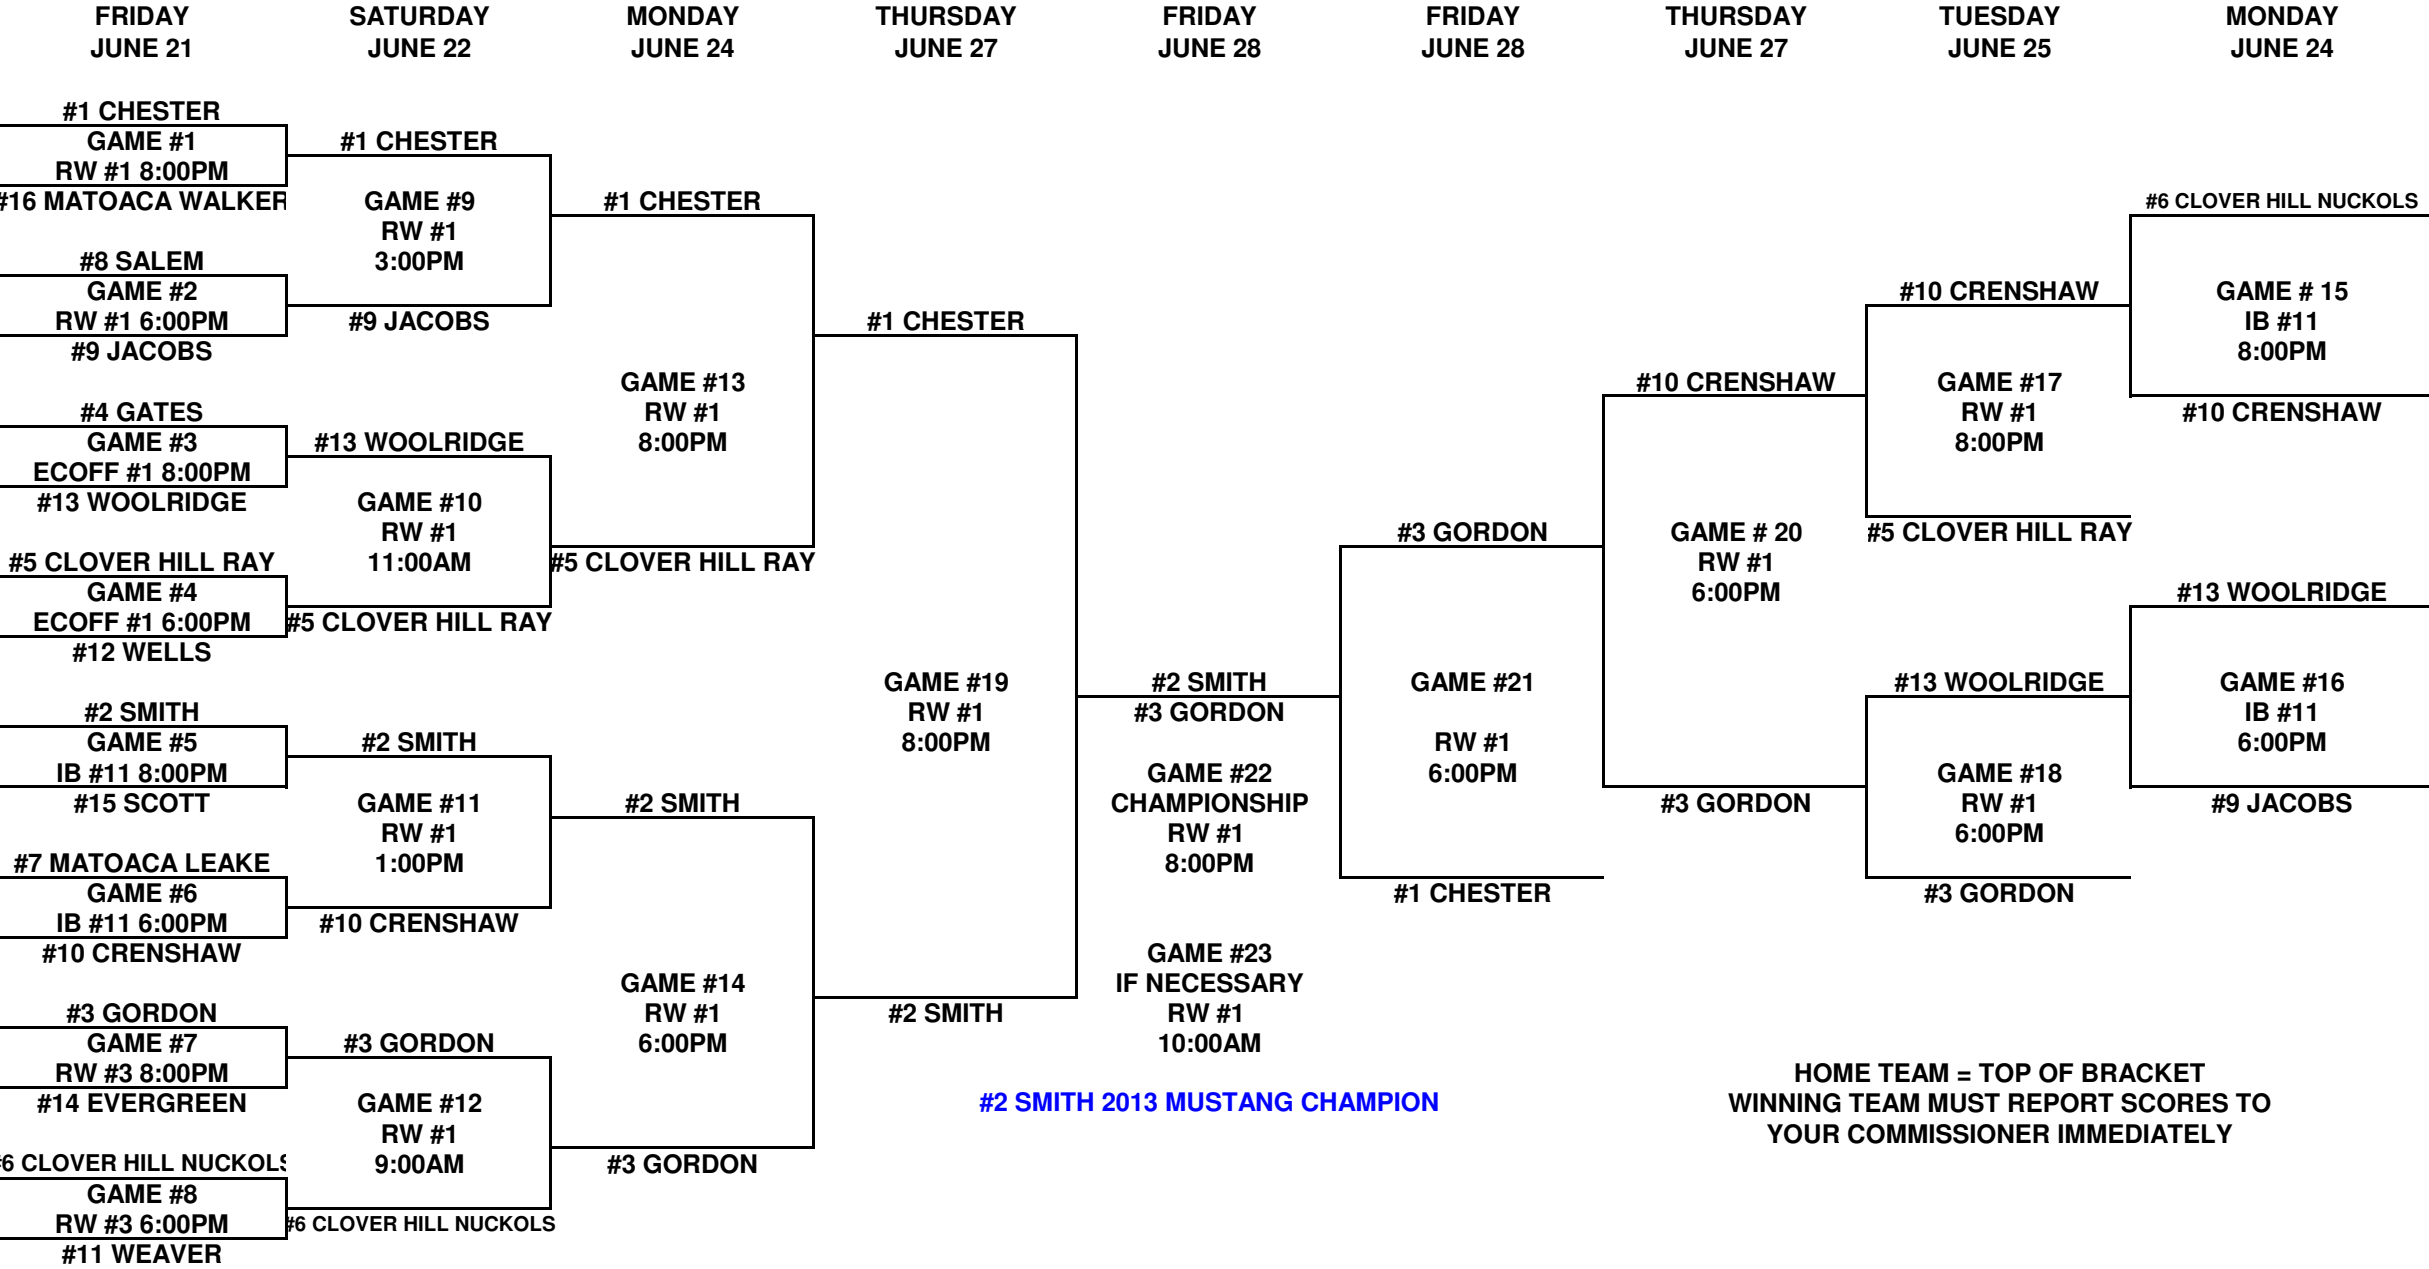 FRIDAY
JUNE 21
#1 CHESTER
GAME #1
RW #1 8:00PM
#16 MATOACA WALKER
#8 SALEM
GAME #2
RW #1 6:00PM
#9 JACOBS
#4 GATES
GAME #3
ECOFF #1 8:00PM
#13 WOOLRIDGE
#5 CLOVER HILL RAY
GAME #4
ECOFF #1 6:00PM
#12 WELLS
#2 SMITH
GAME #5
IB #11 8:00PM
#15 SCOTT
#7 MATOACA LEAKE
GAME #6
IB #11 6:00PM
#10 CRENSHAW
#3 GORDON
GAME #7
RW #3 8:00PM
#14 EVERGREEN
#6 CLOVER HILL NUCKOLS
GAME #8
RW #3 6:00PM
#11 WEAVER
SATURDAY
JUNE 22
#1 CHESTER
GAME #9
RW #1
3:00PM
#9 JACOBS
#13 WOOLRIDGE
GAME #10
RW #1
11:00AM
#5 CLOVER HILL RAY
#2 SMITH
GAME #11
RW #1
1:00PM
#10 CRENSHAW
#3 GORDON
GAME #12
RW #1
9:00AM
#6 CLOVER HILL NUCKOLS
MONDAY
JUNE 24
#1 CHESTER
GAME #13
RW #1
8:00PM
#5 CLOVER HILL RAY
#2 SMITH
GAME #14
RW #1
6:00PM
#3 GORDON
THURSDAY
JUNE 27
#1 CHESTER
GAME #19
RW #1
8:00PM
#2 SMITH
FRIDAY
JUNE 28
#2 SMITH
#3 GORDON
GAME #22
CHAMPIONSHIP
RW #1
8:00PM
GAME #23
IF NECESSARY
RW #1
10:00AM
#2 SMITH 2013 MUSTANG CHAMPION
FRIDAY
JUNE 28
#3 GORDON
GAME #21
RW #1
6:00PM
#1 CHESTER
THURSDAY
JUNE 27
#10 CRENSHAW
GAME # 20
RW #1
6:00PM
#3 GORDON
TUESDAY
JUNE 25
#10 CRENSHAW
GAME #17
RW #1
8:00PM
#5 CLOVER HILL RAY
#13 WOOLRIDGE
GAME #18
RW #1
6:00PM
#3 GORDON
MONDAY
JUNE 24
#6 CLOVER HILL NUCKOLS
GAME # 15
IB #11
8:00PM
#10 CRENSHAW
#13 WOOLRIDGE
GAME #16
IB #11
6:00PM
#9 JACOBS
HOME TEAM = TOP OF BRACKET
WINNING TEAM MUST REPORT SCORES TO
YOUR COMMISSIONER IMMEDIATELY